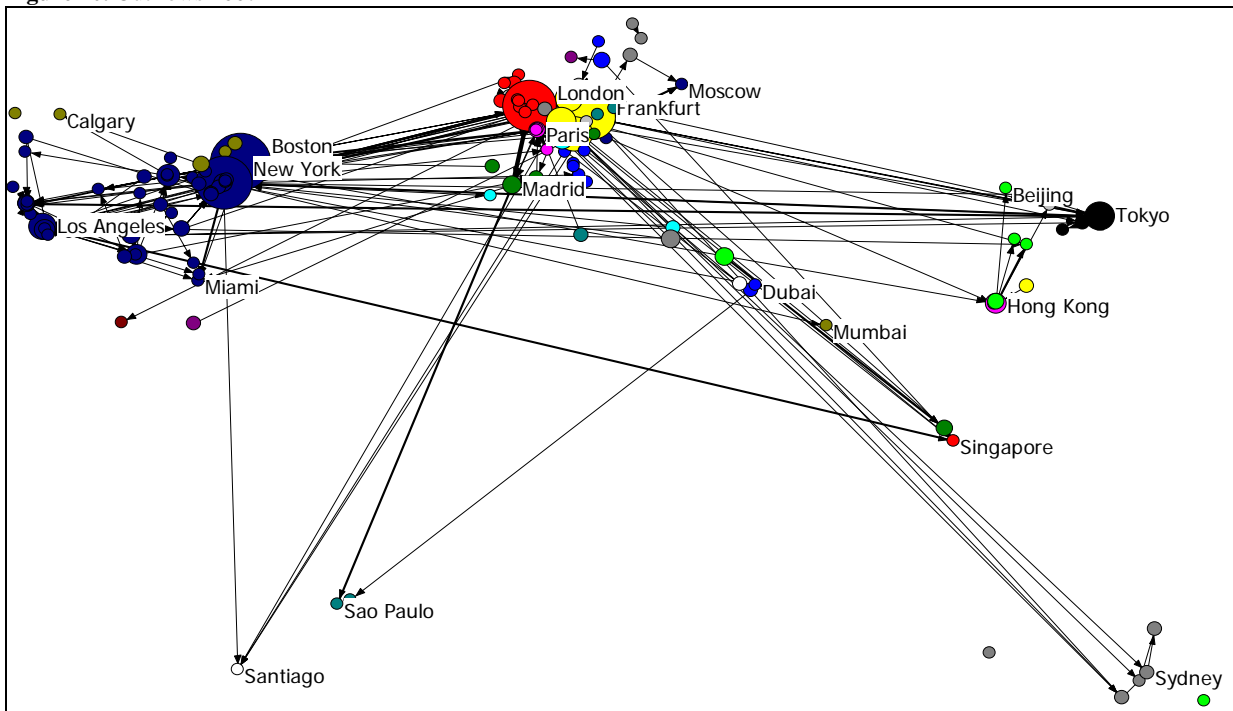 London
Moscow
Frankfurt
Calgary
Paris
Boston
New York
Madrid
Beijing
Tokyo
Los Angeles
Miami
Dubai
Hong Kong
Mumbai
Singapore
Sao Paulo
Santiago
Sydney